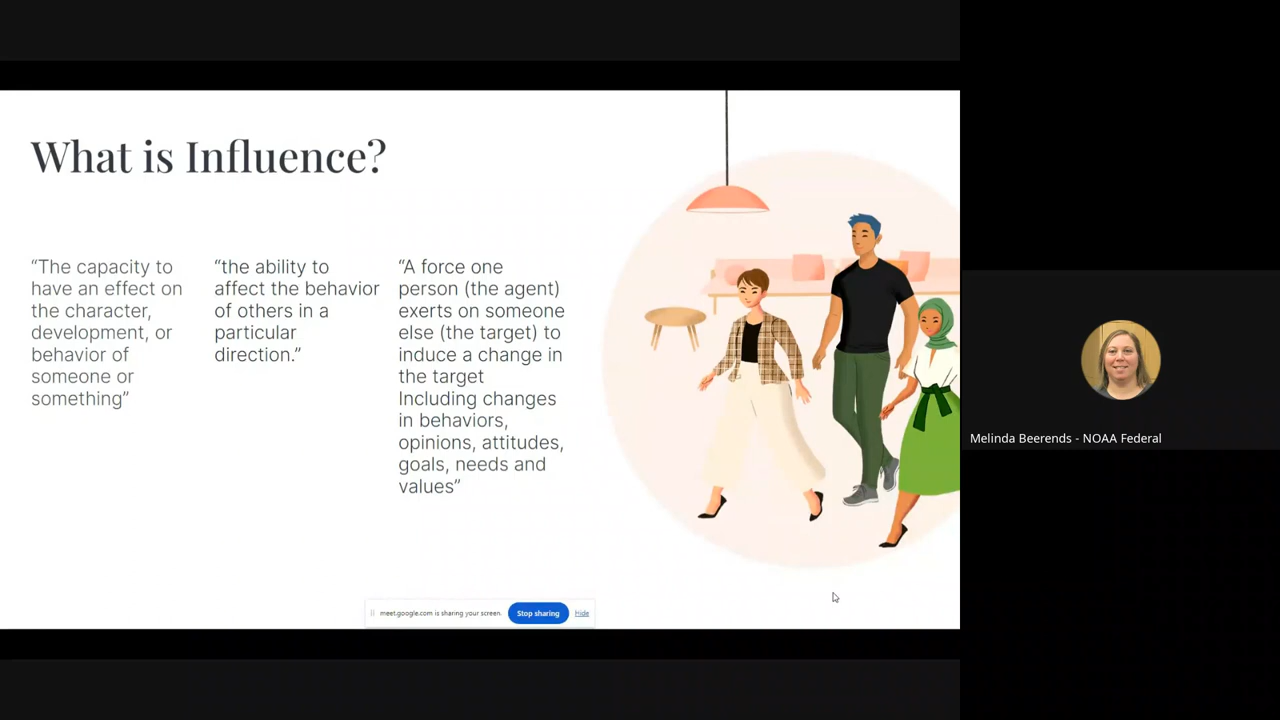 What is Influence?
“The capacity to
have an effect on
the character,
development, or
behavior of
someone or
something”
“the ability to
affect the behavior
of others in a
particular
direction.”
“A force one
person (the agent)
exerts on someone
else (the target) to
induce a change in
the target
Including changes
in behaviors,
opinions, attitudes,
goals, needs and
values”
meet.google.com is sharing your screen.
Stop sharing
Hide
Melinda Beerends - NOAA Federal